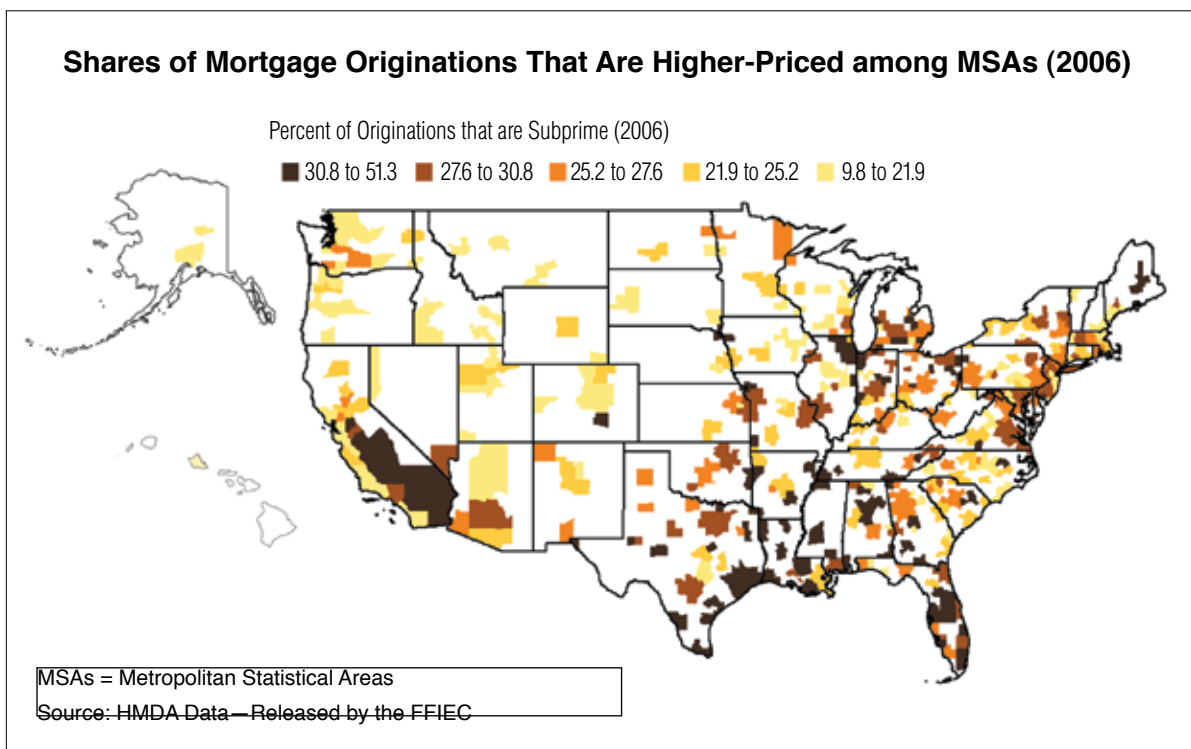 Shares of Mortgage Originations That Are Higher-Priced among MSAs (2006)
Percent of Originations that are Subprime (2006)
30.8 to 51.3 27.6 to 30.8 25.2 to 27.6 21.9 to 25.2 9.8 to 21.9
MSAs = Metropolitan Statistical Areas
Source: HMDA Data—Released by the FFIEC